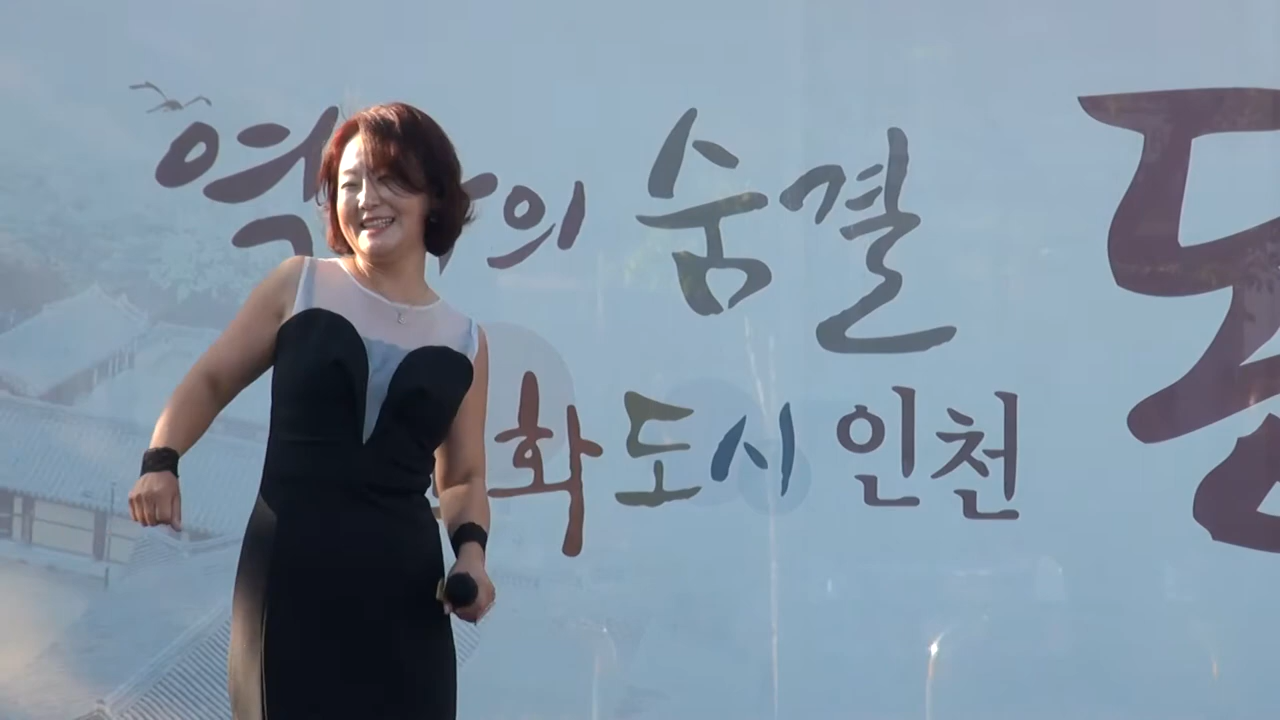 역 의 숨결
화 도시 인천